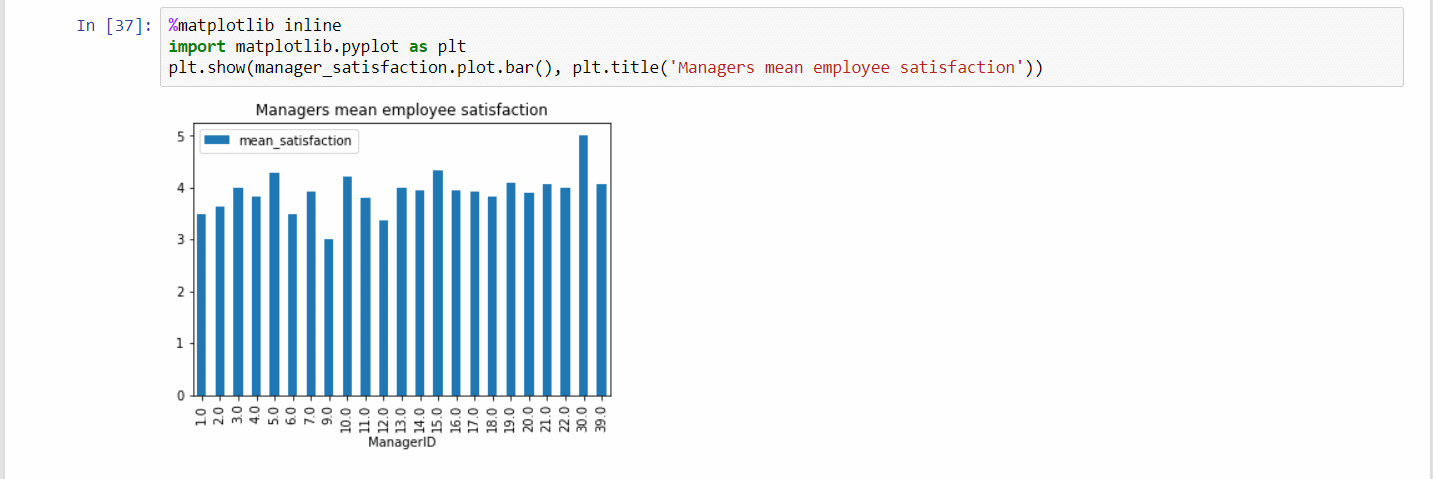 In [37]: %matplotlib inline
import matplotlib.pyplot as plt
plt.show(manager_satisfaction.plot.bar(), plt.title('Managers mean employee satisfaction'))
Managers mean employee satisfaction
mean_satisfaction
5
4
3
2
1
0
1.0 2.0 3.0 4.0 5.0 6.0 7.0 9.0 10.0 11.0 12.0 13.0 14.0 15.0 16.0 17.0 18.0 19.0 20.0 21.0 22.0 30.0 39.0
ManagerID